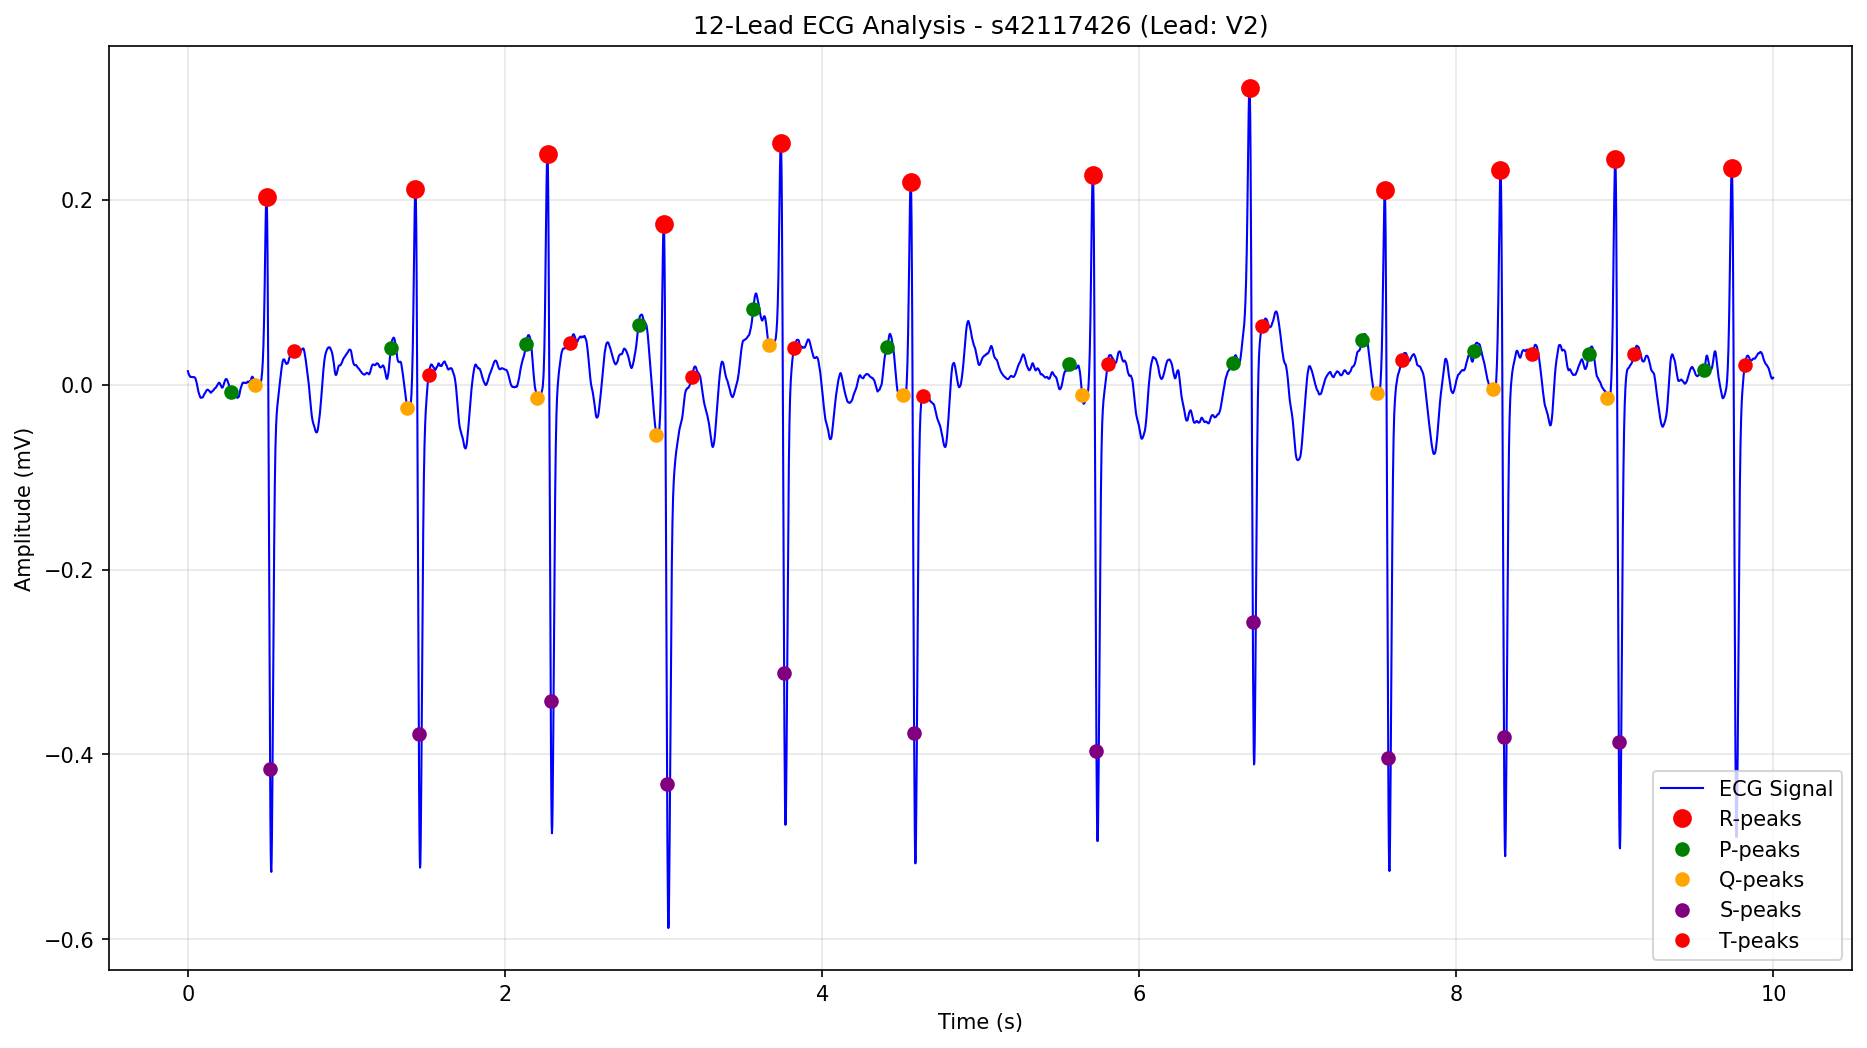 12-Lead ECG Analysis - s42117426 (Lead: V2)
Amplitude (mV)
0.2
0.0
−0.2
−0.4
−0.6
0
2
4
6
8
10
Time (s)
ECG Signal
R-peaks
P-peaks
Q-peaks
S-peaks
T-peaks